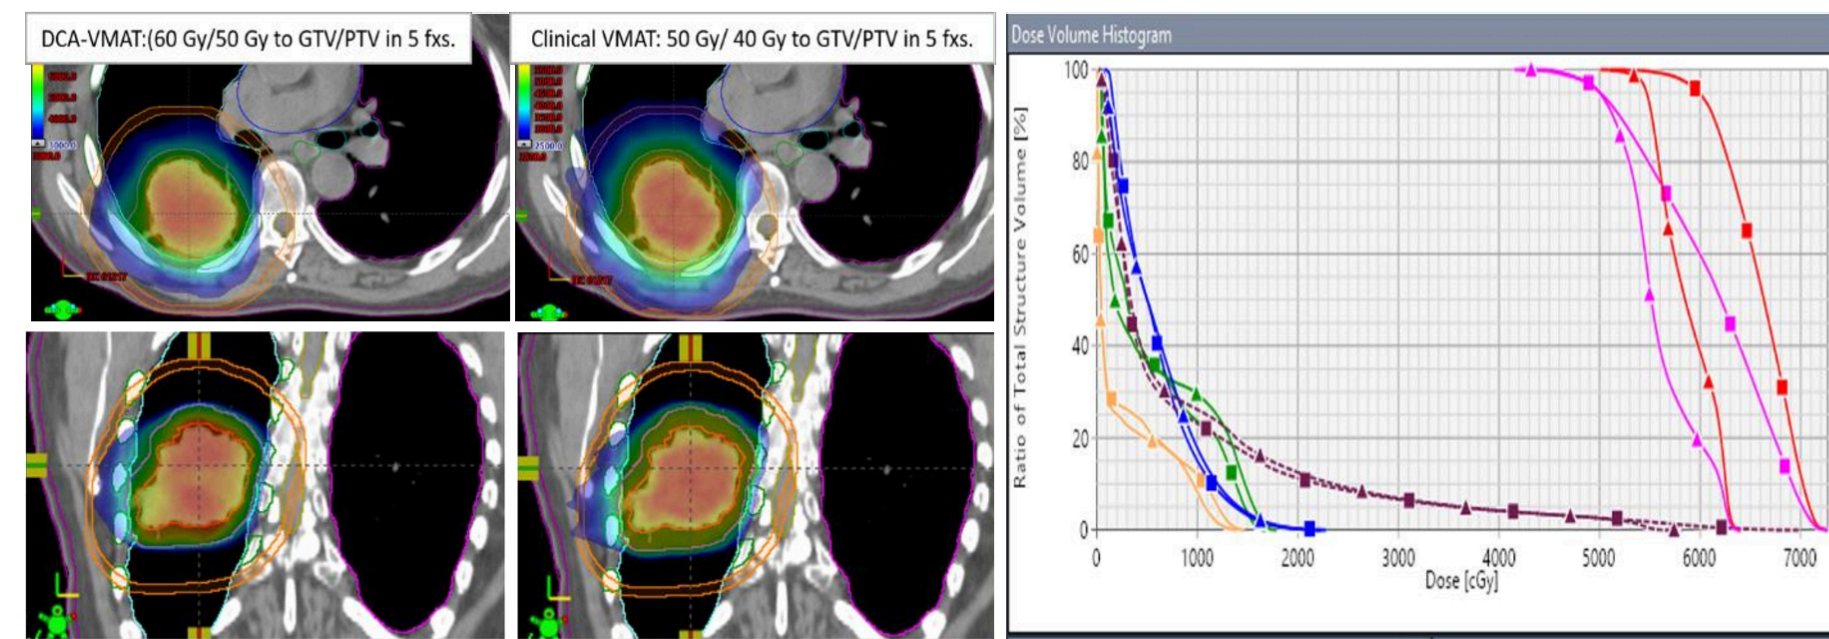 DCA-VMAT:(60 Gy/50 Gy to GTV/PTV in 5 fxs.
Clinical VMAT: 50 Gy/ 40 Gy to GTV/PTV in 5 fxs.
Dose Volume Histogram
Ratio of Total Structure Volume [%]
100
80
60
40
20
0
0
1000
2000
3000
4000
5000
6000
7000
Dose [cGy]